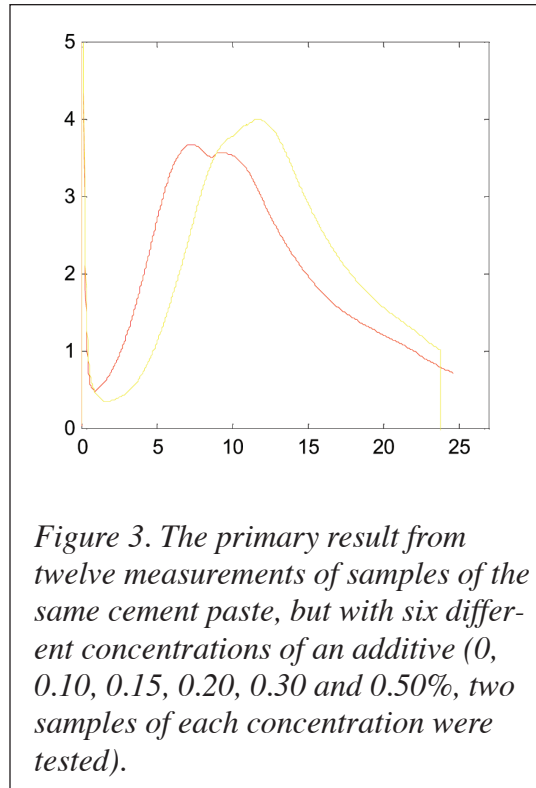 5
4
3
2
1
0
0 5 10 15 20 25
Figure 3. The primary result from
twelve measurements of samples of the
same cement paste, but with six differ-
ent concentrations of an additive (0,
0.10, 0.15, 0.20, 0.30 and 0.50%, two
samples of each concentration were
tested).